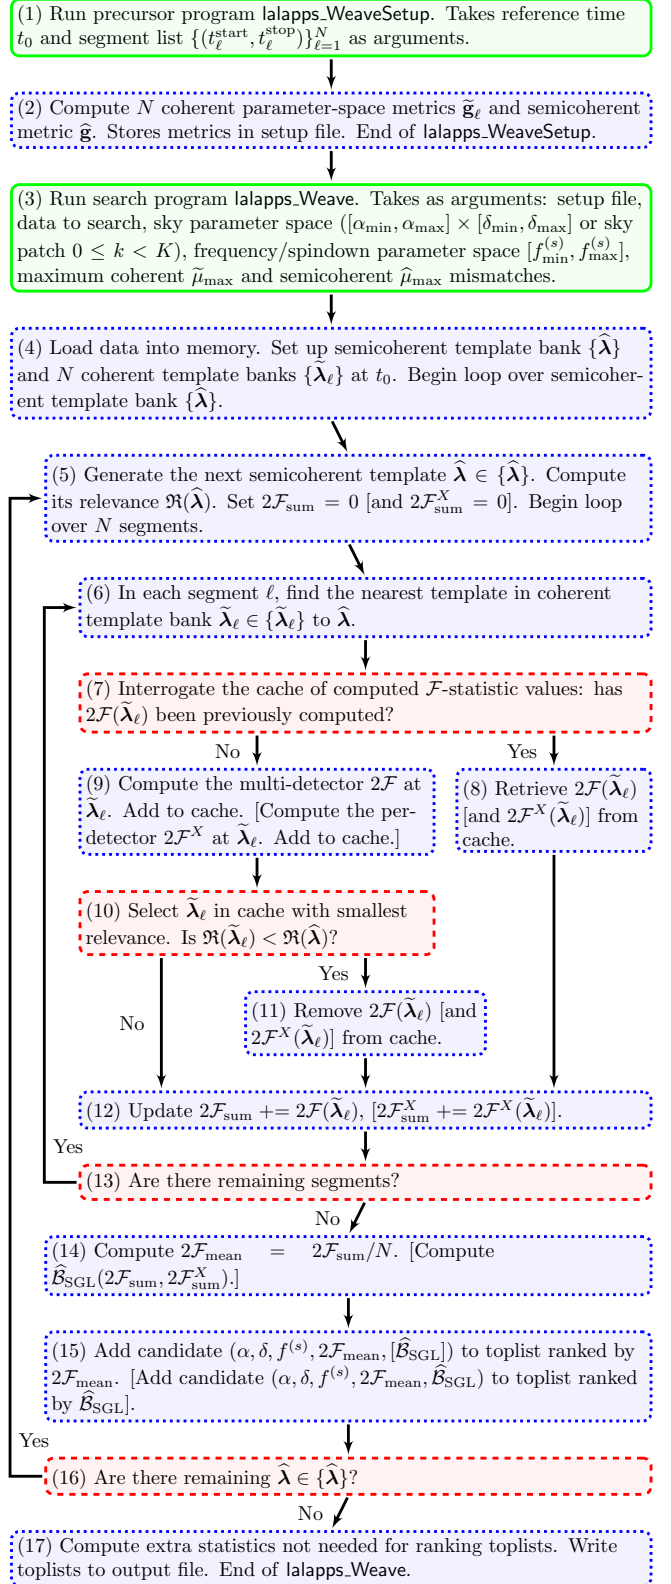 (1) Run precursor program lalapps_WeaveSetup. Takes reference time
t₀ and segment list {(t_ℓ^start, t_ℓ^stop)}_{ℓ=1}^N as arguments.
(2) Compute N coherent parameter-space metrics g̃_ℓ and semicoherent
metric ĝ. Stores metrics in setup file. End of lalapps_WeaveSetup.
(3) Run search program lalapps_Weave. Takes as arguments: setup file,
data to search, sky parameter space ([α_min, α_max] × [δ_min, δ_max] or sky
patch 0 ≤ k < K), frequency/spindown parameter space [f_min^(s), f_max^(s)],
maximum coherent μ̃_max and semicoherent μ̂_max mismatches.
(4) Load data into memory. Set up semicoherent template bank {λ̂}
and N coherent template banks {λ̃_ℓ} at t₀. Begin loop over semicoher-
ent template bank {λ̂}.
(5) Generate the next semicoherent template λ̂ ∈ {λ̂}. Compute
its relevance ℜ(λ̂). Set 2ℱ_sum = 0 [and 2ℱ_sum^X = 0]. Begin loop
over N segments.
(6) In each segment ℓ, find the nearest template in coherent
template bank λ̃_ℓ ∈ {λ̃_ℓ} to λ̂.
(7) Interrogate the cache of computed ℱ-statistic values: has
2ℱ(λ̃_ℓ) been previously computed?
No
Yes
(9) Compute the multi-detector 2ℱ at
λ̃_ℓ. Add to cache. [Compute the per-
detector 2ℱ^X at λ̃_ℓ. Add to cache.]
(8) Retrieve 2ℱ(λ̃_ℓ)
[and 2ℱ^X(λ̃_ℓ)] from
cache.
(10) Select λ̃_ℓ in cache with smallest
relevance. Is ℜ(λ̃_ℓ) < ℜ(λ̂)?
Yes
No
(11) Remove 2ℱ(λ̃_ℓ) [and
2ℱ^X(λ̃_ℓ)] from cache.
(12) Update 2ℱ_sum += 2ℱ(λ̃_ℓ), [2ℱ_sum^X += 2ℱ^X(λ̃_ℓ)].
Yes
(13) Are there remaining segments?
No
(14) Compute 2ℱ_mean = 2ℱ_sum/N. [Compute
ℬ̂_SGL(2ℱ_sum, 2ℱ_sum^X).]
(15) Add candidate (α, δ, f^(s), 2ℱ_mean, [ℬ̂_SGL]) to toplist ranked by
2ℱ_mean. [Add candidate (α, δ, f^(s), 2ℱ_mean, ℬ̂_SGL) to toplist ranked
by ℬ̂_SGL].
Yes
(16) Are there remaining λ̂ ∈ {λ̂}?
No
(17) Compute extra statistics not needed for ranking toplists. Write
toplists to output file. End of lalapps_Weave.